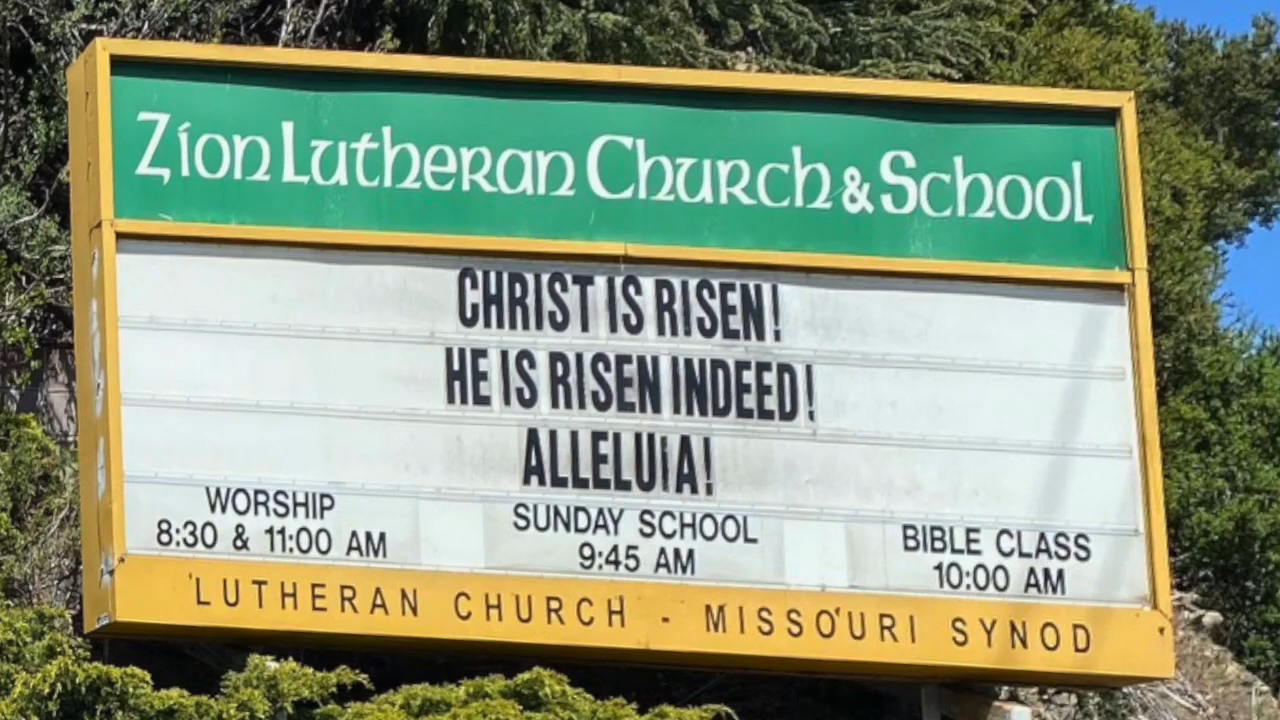 Zion Lutheran Church & School
CHRIST IS RISEN!
HE IS RISEN INDEED!
ALLELUIA!
WORSHIP
8:30 & 11:00 AM
SUNDAY SCHOOL
9:45 AM
BIBLE CLASS
10:00 AM
LUTHERAN CHURCH - MISSOURI SYNOD